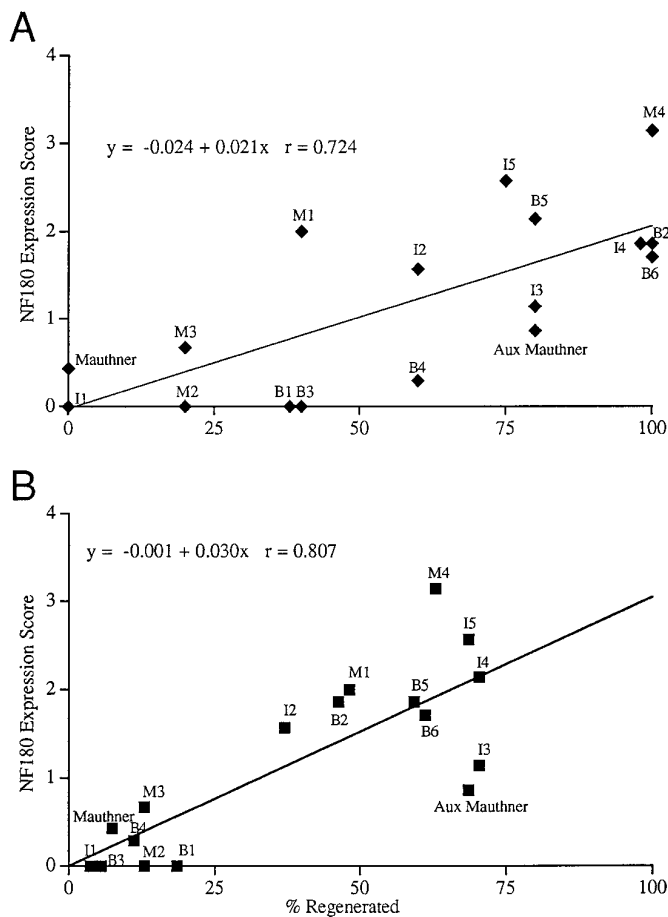 A
NF180 Expression Score
4
3
2
1
0
y = -0.024 + 0.021x r = 0.724
M4
I5
B5
M1
I2
I4
B2
B6
I3
M3
Aux Mauthner
Mauthner
B4
I1
M2
B1
B3
0
25
50
75
100
B
NF180 Expression Score
4
3
2
1
0
y = -0.001 + 0.030x r = 0.807
M4
I5
I4
M1
B5
B2
I2
B6
I3
M3
Mauthner
Aux Mauthner
B4
I1
B3
M2
B1
0
25
50
75
100
% Regenerated